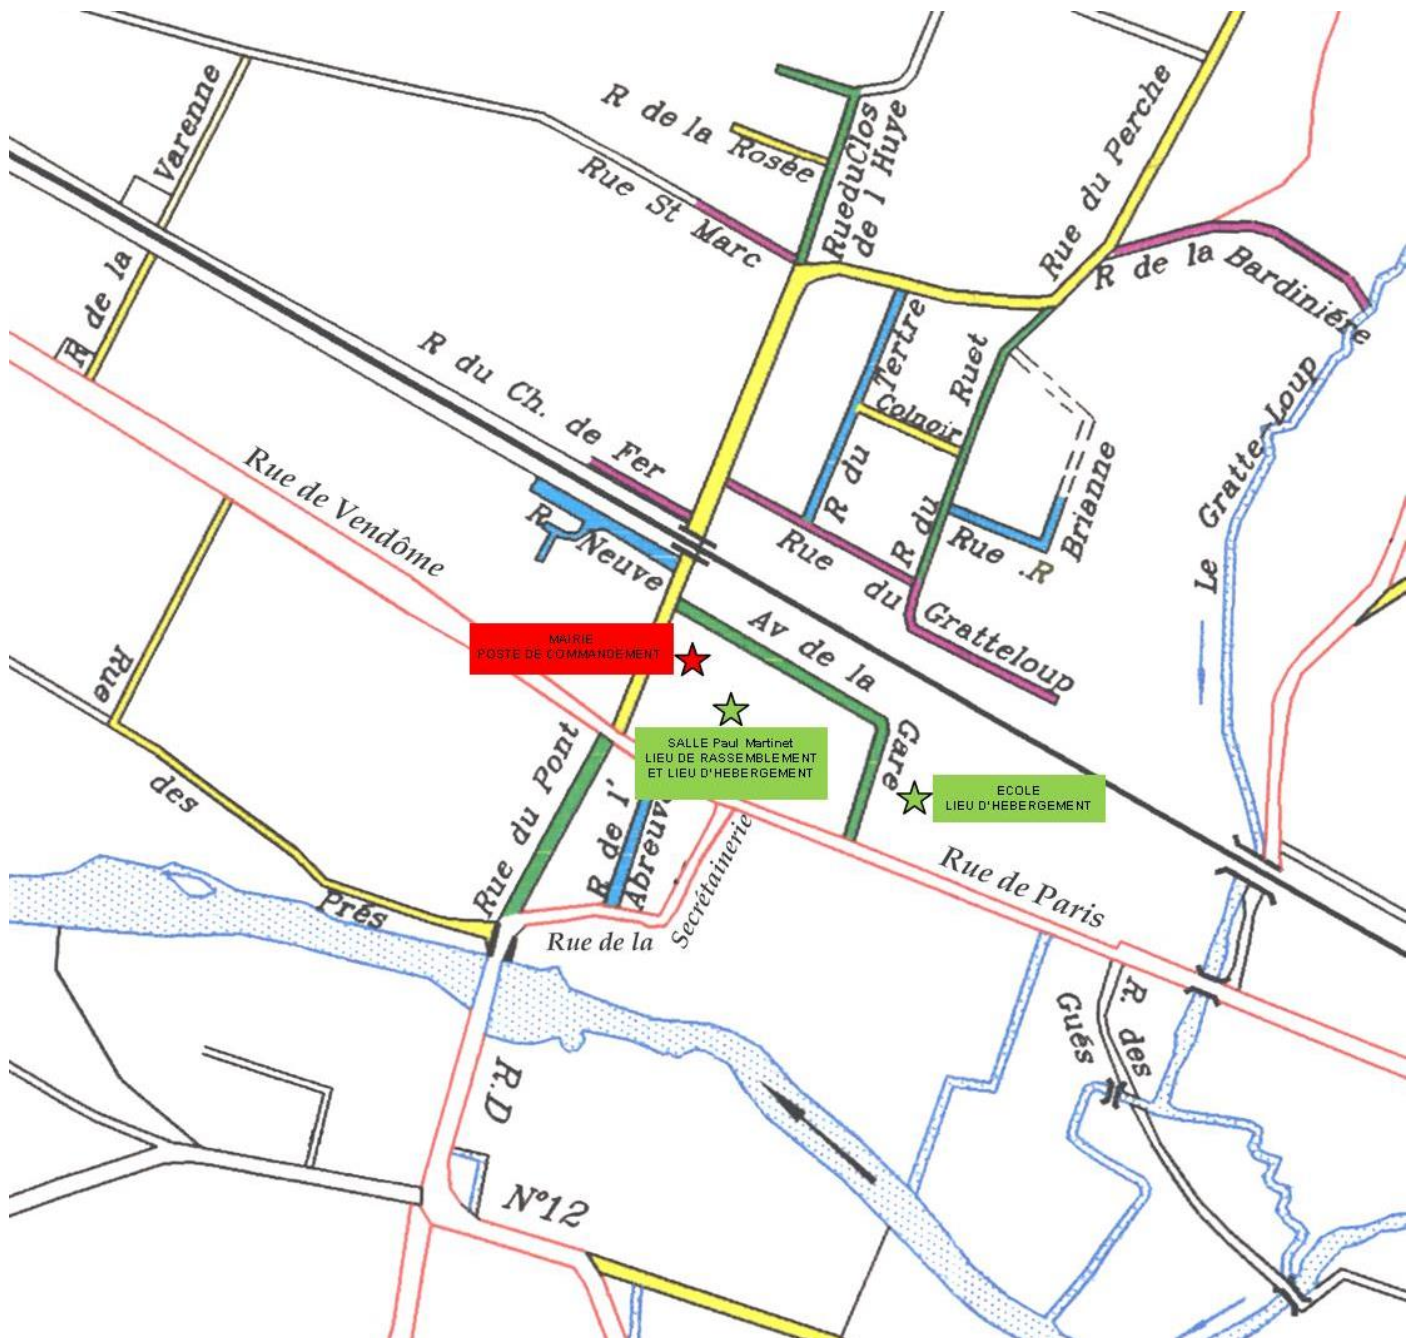 R de la
Rosée
Rue du Clos
de l Huye
Rue du Perche
R de la
Varenne
Rue St Marc
R de la Bardiniére
R du Ch. de Fer
R du
Tertre
Colnoir
R du
Ruet
Le Gratte-Loup
Rue de Vendôme
R
Neuve
Rue .R
Brianne
Rue du
Gratteloup
MAIRIE
POSTE DE COMMANDEMENT
Av de la
Gare
SALLE Paul Martinet
LIEU DE RASSEMBLEMENT
ET LIEU D'HEBERGEMENT
ECOLE
LIEU D'HEBERGEMENT
Rue
des
Prés
Rue du Pont
R de l'
Abreuv
Rue de la
Secrétainerie
Rue de Paris
R. des
Gués
R.D
N°12